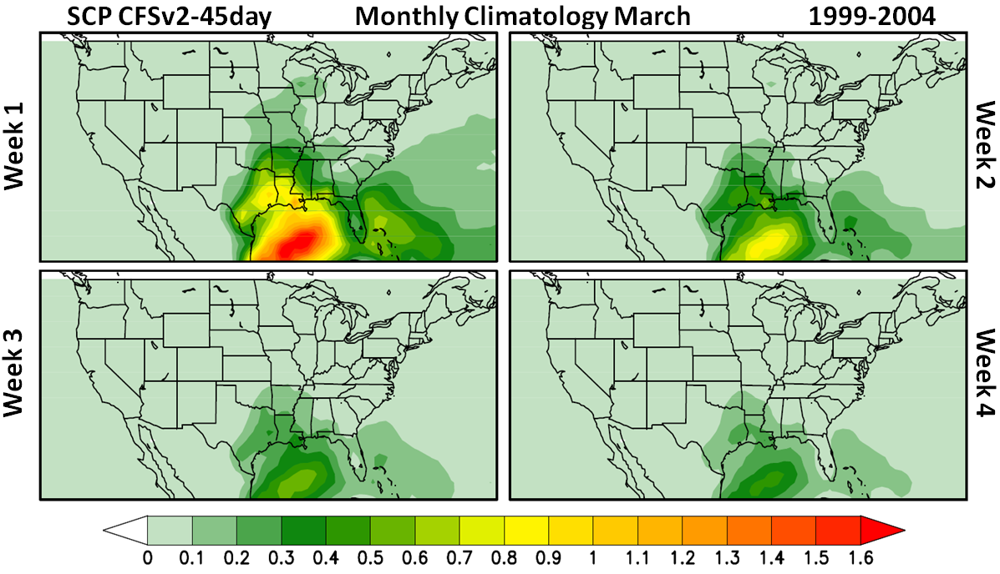 SCP CFSv2-45day Monthly Climatology March 1999-2004
Week 1
Week 2
Week 3
Week 4
0 0.1 0.2 0.3 0.4 0.5 0.6 0.7 0.8 0.9 1 1.1 1.2 1.3 1.4 1.5 1.6